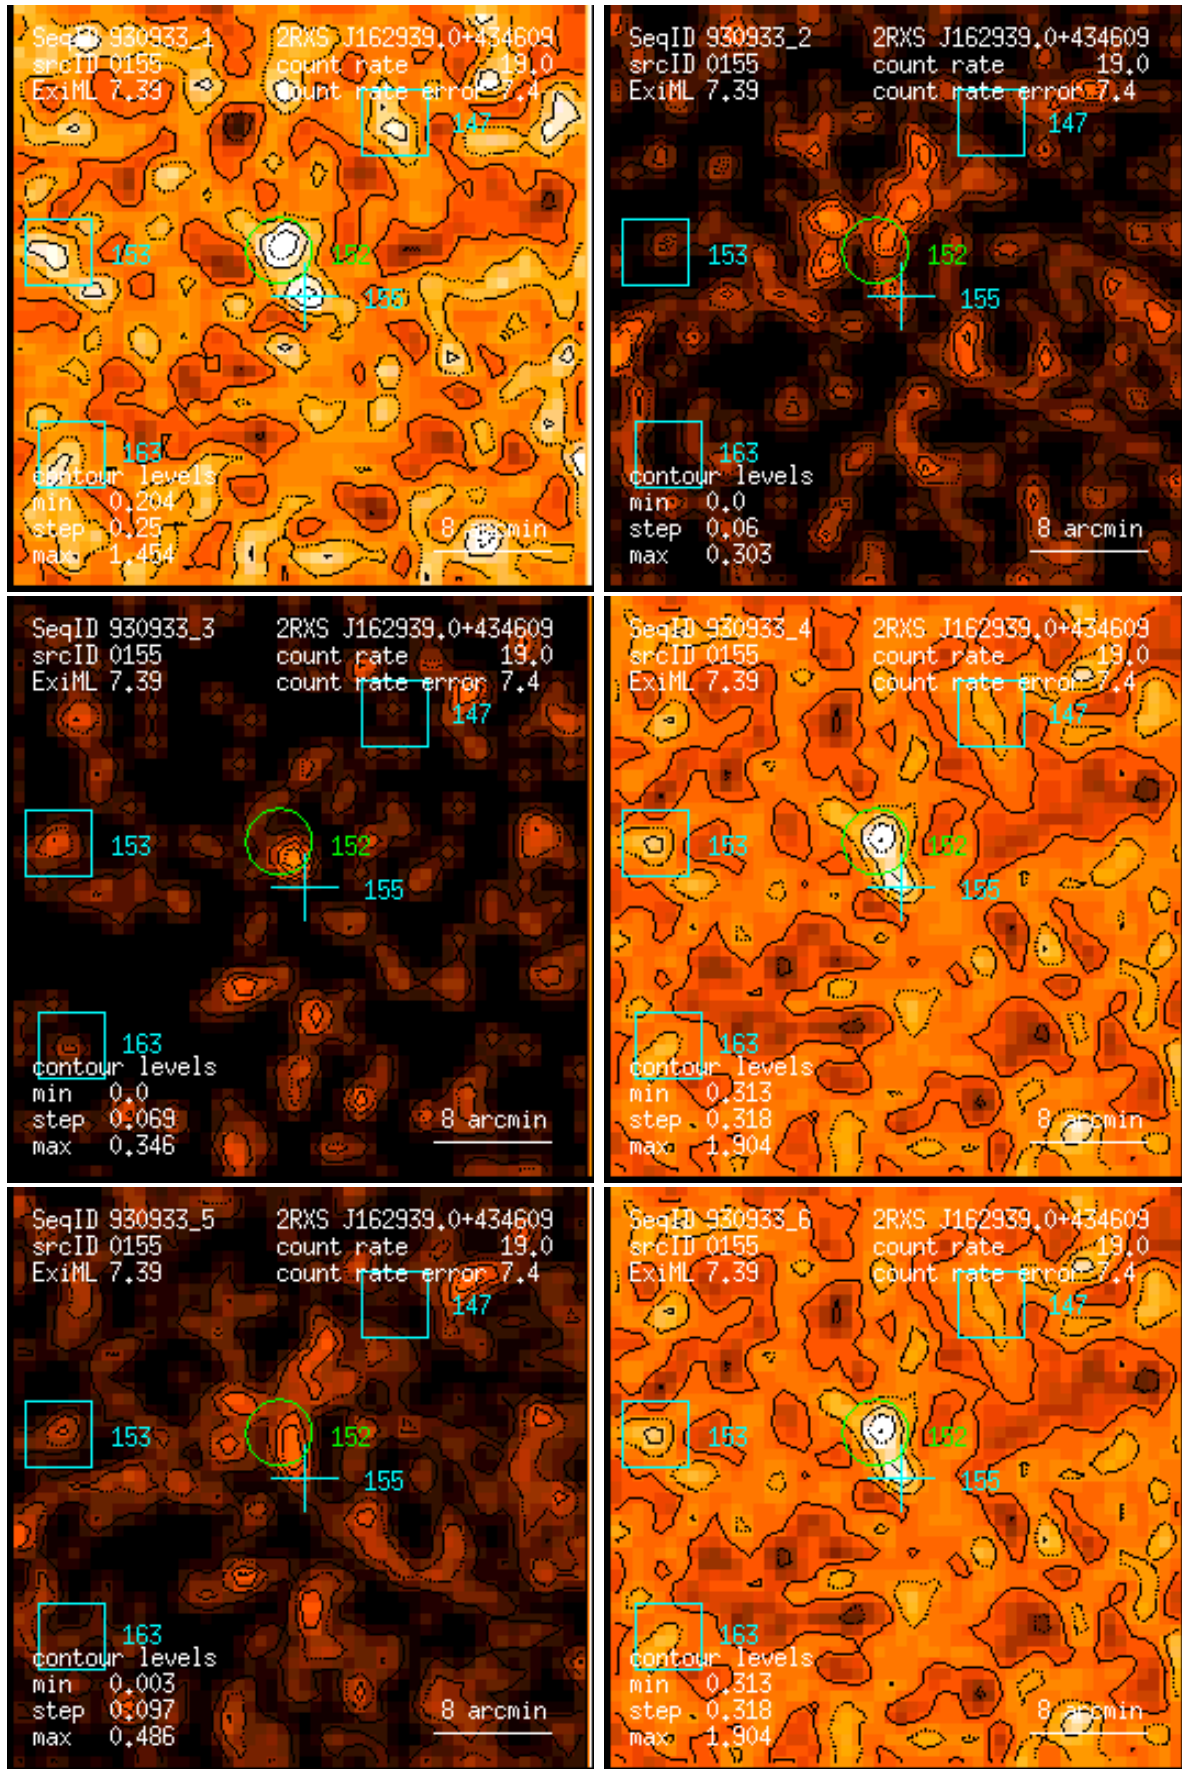 SeqID 930933_1 2RXS J162939.0+434609
srcID 0155 count rate 19.0
ExiML 7.39 count rate error 7.4
147
153
152
155
163
contour levels
min 0.204
step 0.25
max 1.454
8 arcmin
SeqID 930933_2 2RXS J162939.0+434609
srcID 0155 count rate 19.0
ExiML 7.39 count rate error 7.4
147
153
152
155
163
contour levels
min 0.0
step 0.06
max 0.303
8 arcmin
SeqID 930933_3 2RXS J162939.0+434609
srcID 0155 count rate 19.0
ExiML 7.39 count rate error 7.4
147
153
152
155
163
contour levels
min 0.0
step 0.069
max 0.346
8 arcmin
SeqID 930933_4 2RXS J162939.0+434609
srcID 0155 count rate 19.0
ExiML 7.39 count rate error 7.4
147
153
152
155
163
contour levels
min 0.313
step 0.318
max 1.904
8 arcmin
SeqID 930933_5 2RXS J162939.0+434609
srcID 0155 count rate 19.0
ExiML 7.39 count rate error 7.4
147
153
152
155
163
contour levels
min 0.003
step 0.097
max 0.486
8 arcmin
SeqID 930933_6 2RXS J162939.0+434609
srcID 0155 count rate 19.0
ExiML 7.39 count rate error 7.4
147
153
152
155
163
contour levels
min 0.313
step 0.318
max 1.904
8 arcmin